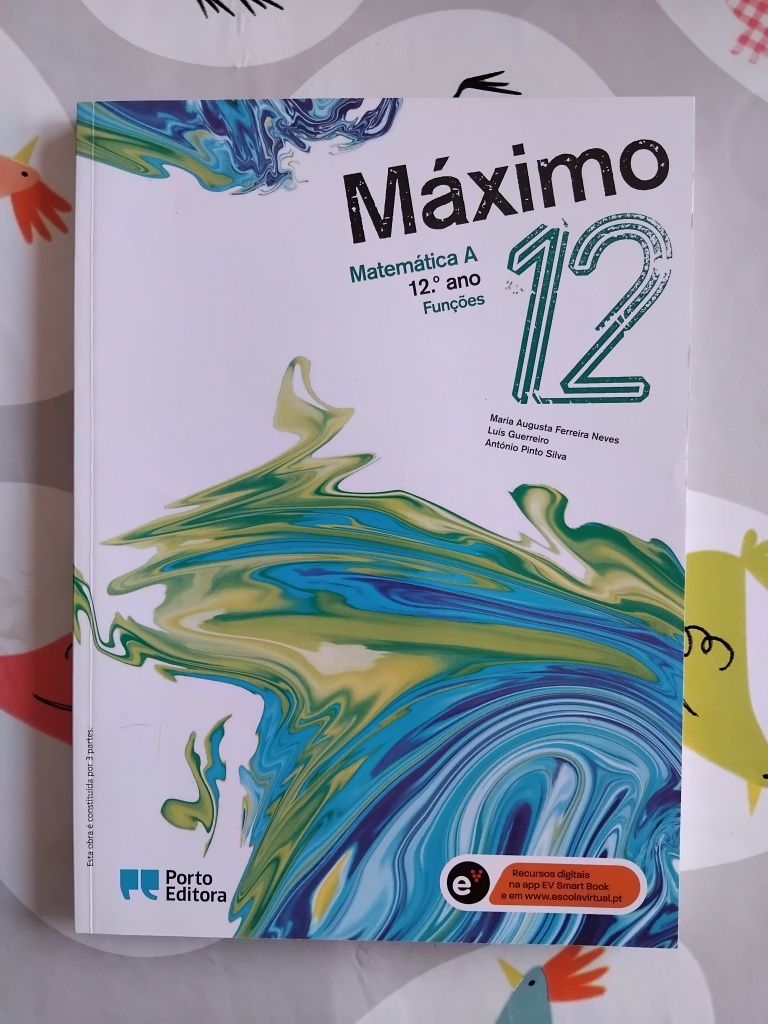 Máximo
12
Matemática A
12.º ano
Funções
Maria Augusta Ferreira Neves
Luís Guerreiro
António Pinto Silva
Esta obra é constituída por 3 partes.
Porto
Editora
e
Recursos digitais
na app EV Smart Book
e em www.escolavirtual.pt